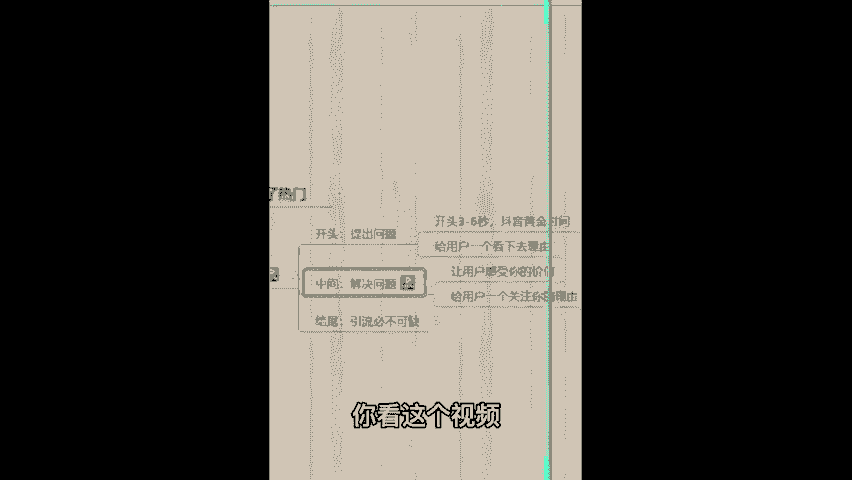 了热门
开头3-6秒，抖音黄金时间
开头：提出问题
给用户一个看下去理由
让用户感受你的价值
中间：解决问题
给用户一个关注你的理由
结尾：引流必不可缺
你看这个视频